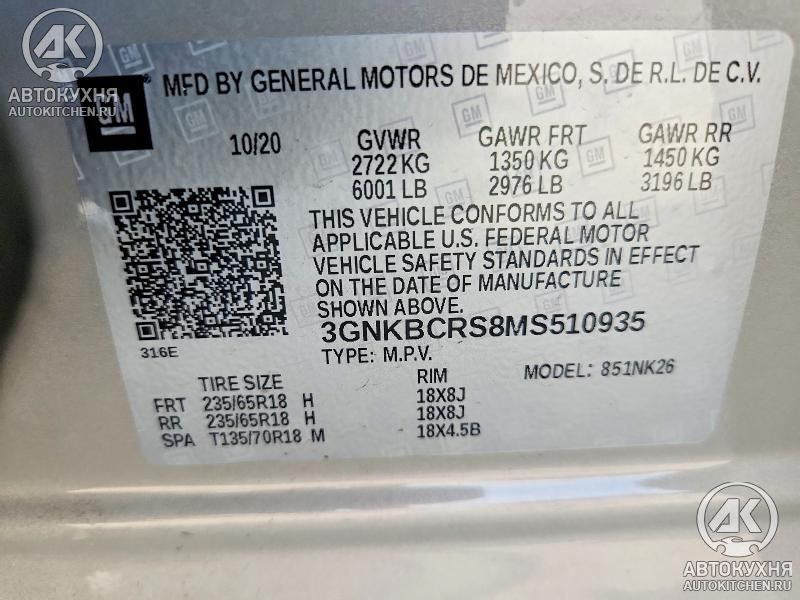 AK
АВТОКУХНЯ
AUTOKITCHEN.RU
GM
MFD BY GENERAL MOTORS DE MEXICO, S. DE R.L. DE C.V.
10/20 GVWR GAWR FRT GAWR RR
2722 KG 1350 KG 1450 KG
6001 LB 2976 LB 3196 LB
THIS VEHICLE CONFORMS TO ALL
APPLICABLE U.S. FEDERAL MOTOR
VEHICLE SAFETY STANDARDS IN EFFECT
ON THE DATE OF MANUFACTURE
SHOWN ABOVE.
3GNKBCRS8MS510935
316E
TYPE: M.P.V. MODEL: 851NK26
TIRE SIZE RIM
FRT 235/65R18 H 18X8J
RR 235/65R18 H 18X8J
SPA T135/70R18 M 18X4.5B
AK
АВТОКУХНЯ
AUTOKITCHEN.RU